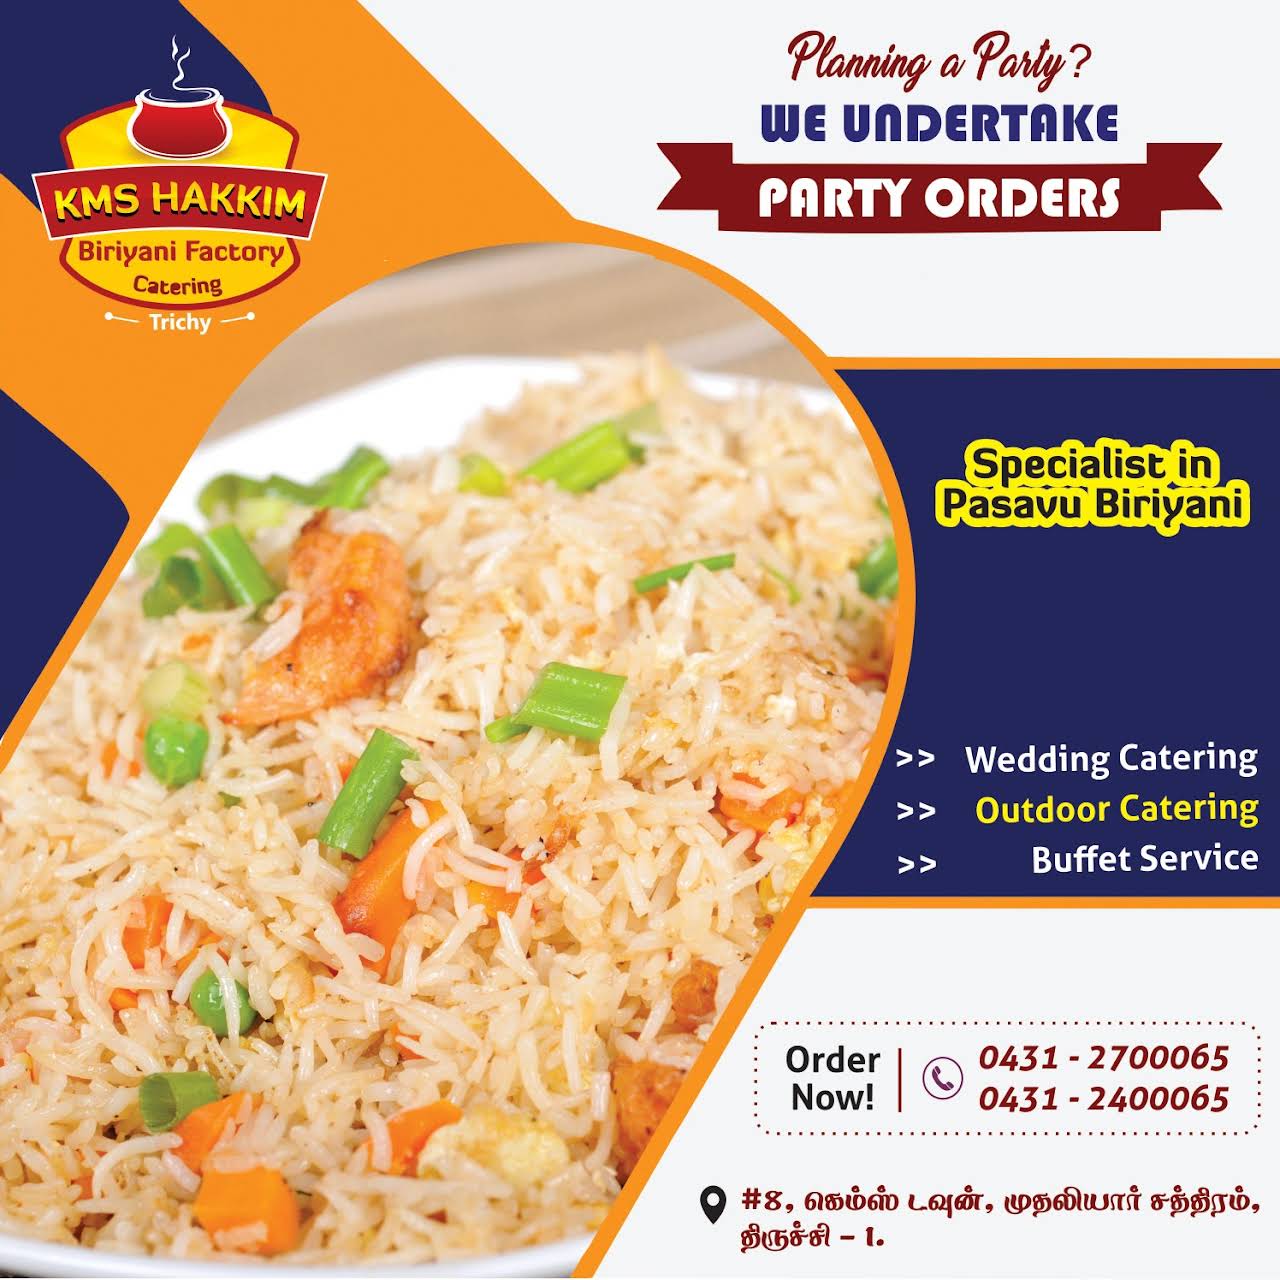 KMS HAKKIM
Biriyani Factory
Catering
Trichy
Planning a Party?
WE UNDERTAKE
PARTY ORDERS
Specialist in
Pasavu Biriyani
>> Wedding Catering
>> Outdoor Catering
>> Buffet Service
Order
Now!
0431 - 2700065
0431 - 2400065
#8, கெம்ஸ் டவுன், முதலியார் சத்திரம்,
திருச்சி - 1.